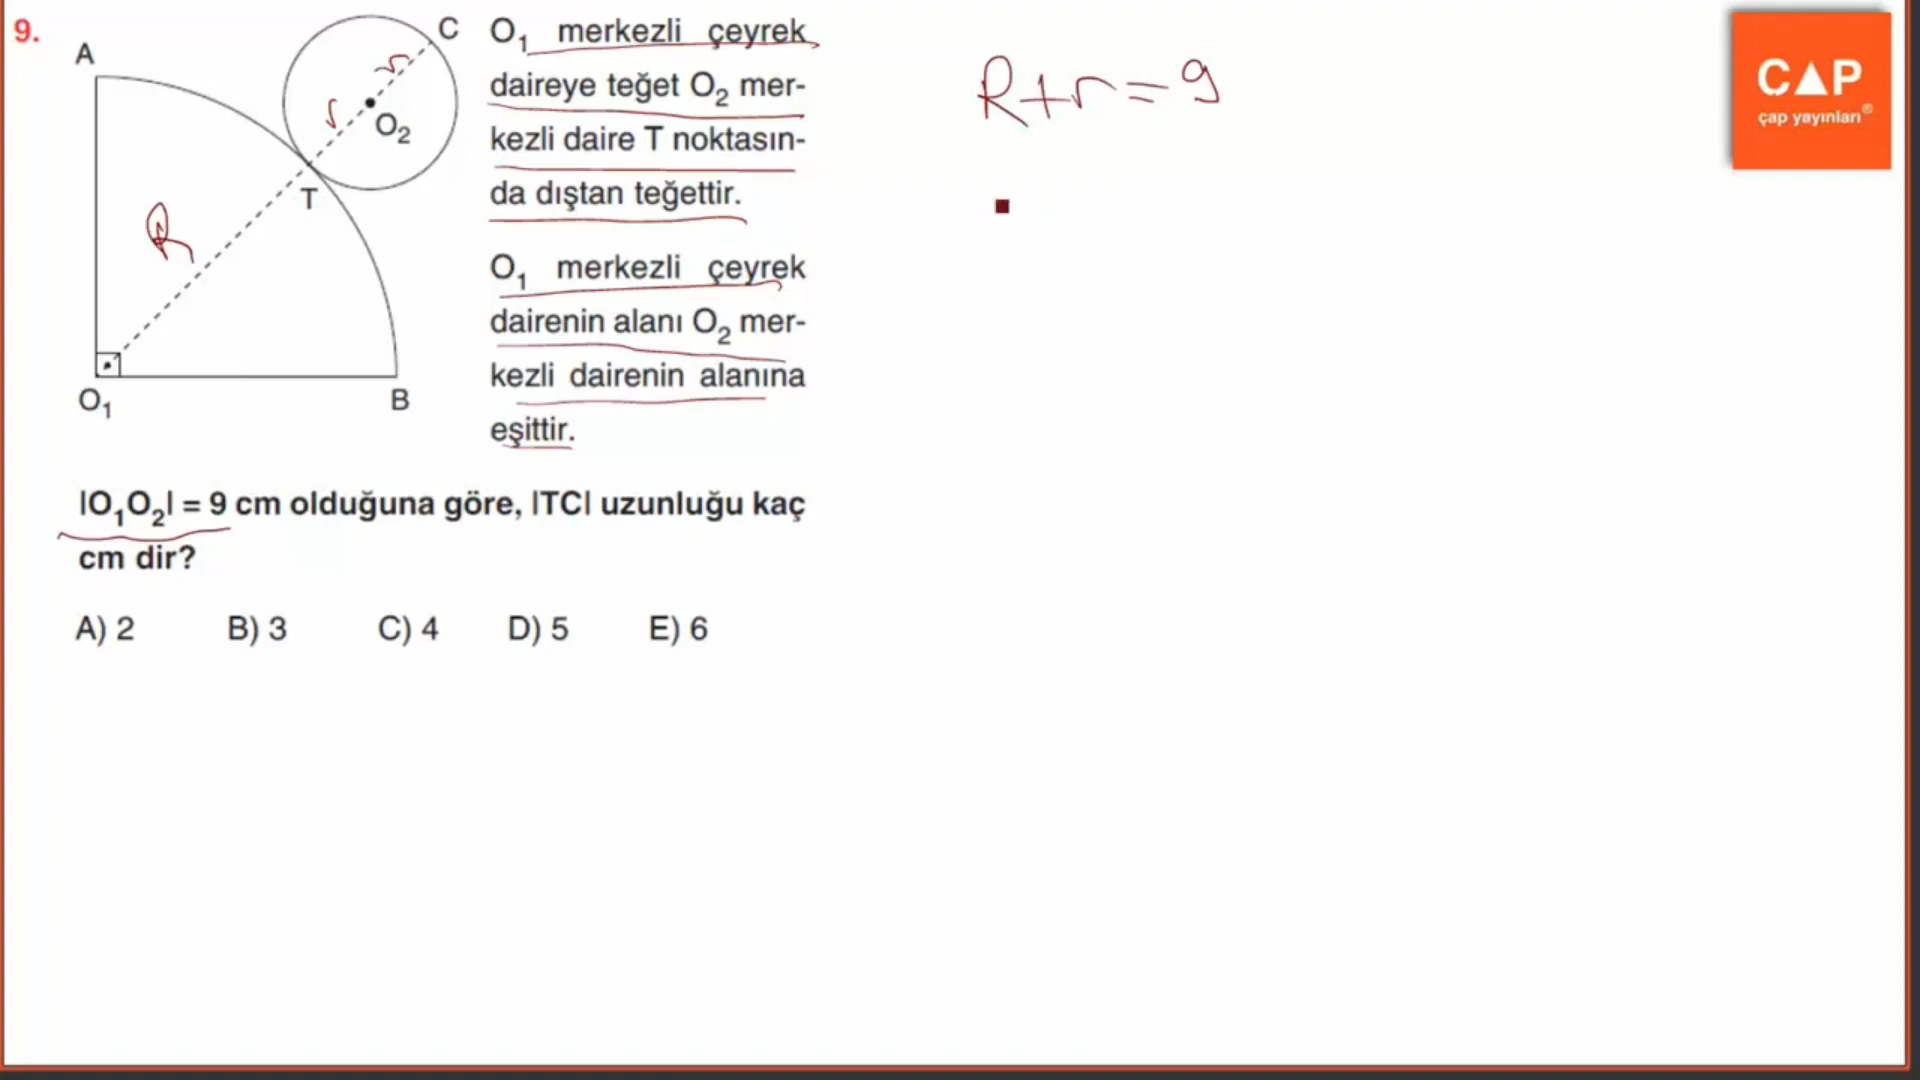 9.
A
C
r
r
O2
T
R
O1
B
O1 merkezli çeyrek
daireye teğet O2 mer-
kezli daire T noktasın-
da dıştan teğettir.
O1 merkezli çeyrek
dairenin alanı O2 mer-
kezli dairenin alanına
eşittir.
|O1O2| = 9 cm olduğuna göre, |TC| uzunluğu kaç
cm dir?
A) 2 B) 3 C) 4 D) 5 E) 6
R+r=9
ÇAP
çap yayınları®